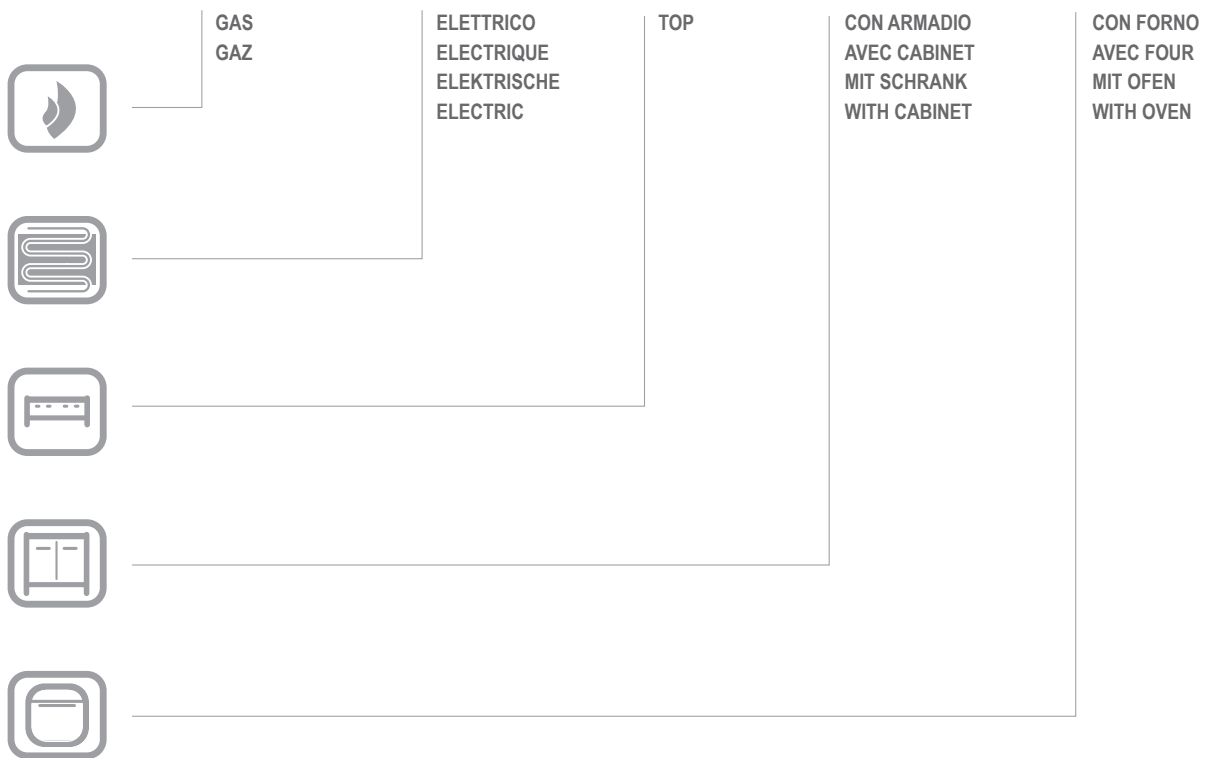 GAS
GAZ
ELETTRICO
ELECTRIQUE
ELEKTRISCHE
ELECTRIC
TOP
CON ARMADIO
AVEC CABINET
MIT SCHRANK
WITH CABINET
CON FORNO
AVEC FOUR
MIT OFEN
WITH OVEN